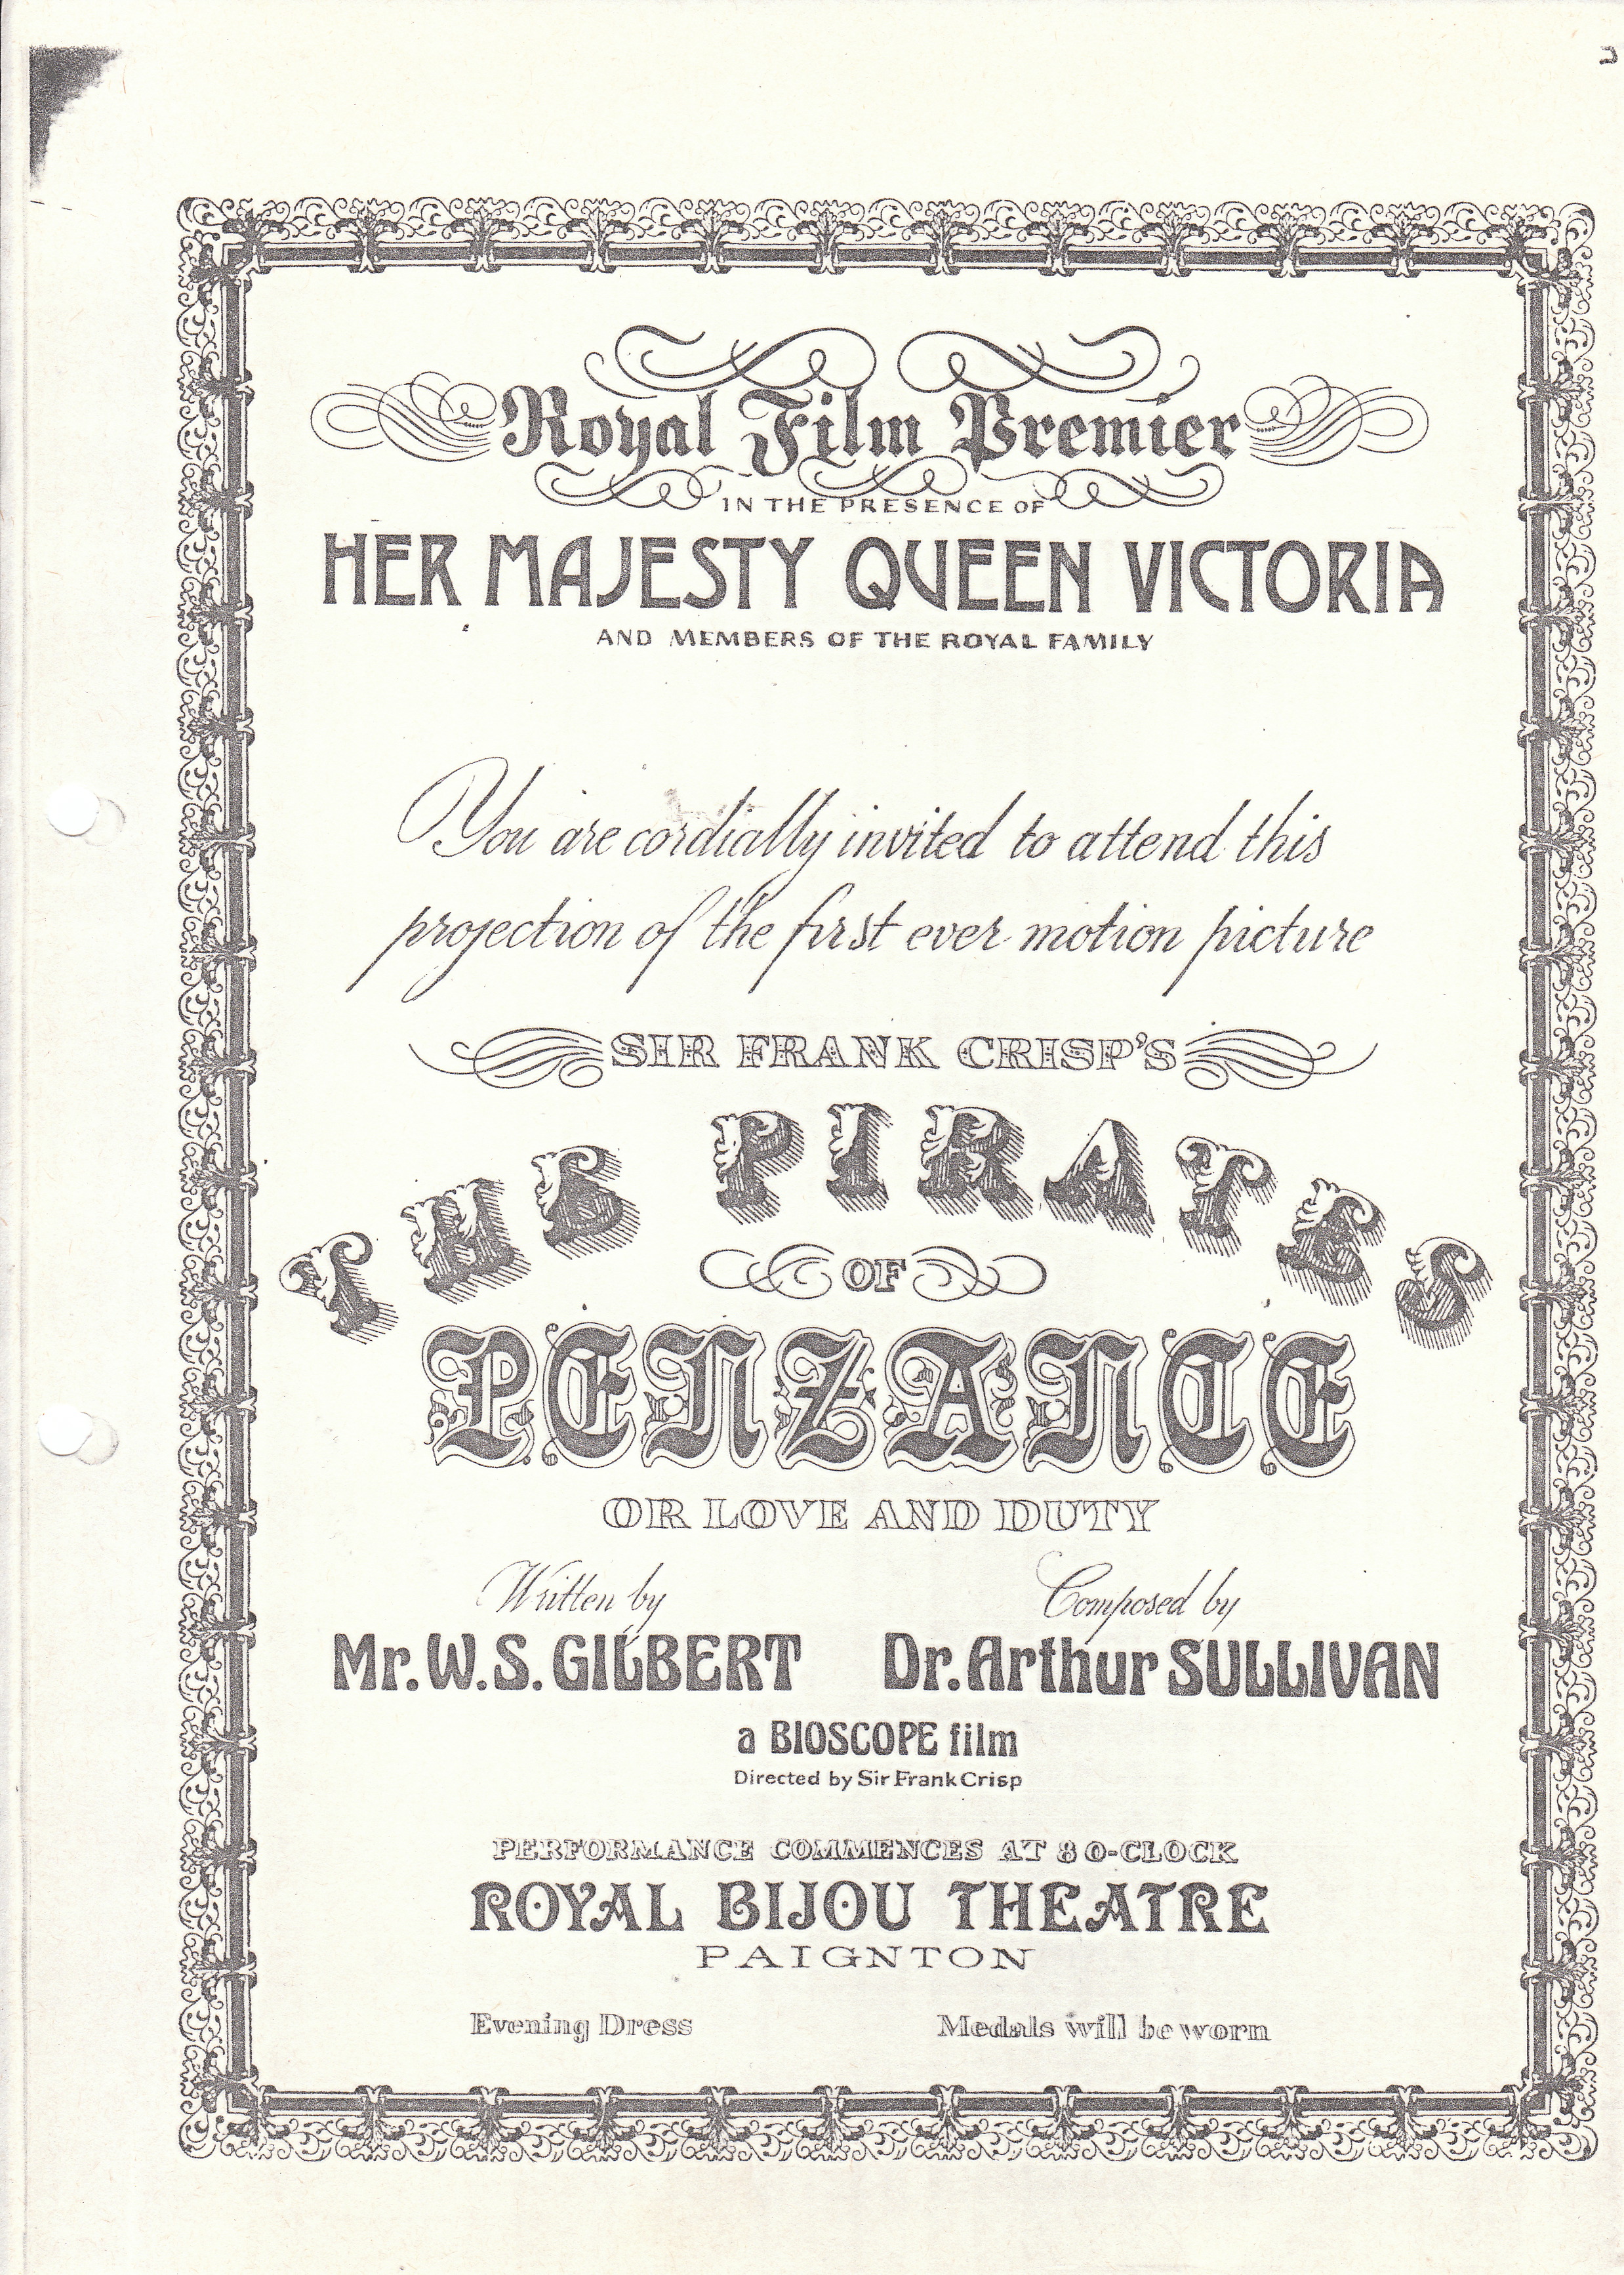 Royal Film Premier
IN THE PRESENCE OF
HER MAJESTY QUEEN VICTORIA
AND MEMBERS OF THE ROYAL FAMILY
You are cordially invited to attend this
projection of the first ever motion picture
SIR FRANK CRISP'S
THE PIRATES
OF
PENZANCE
OR LOVE AND DUTY
Written by Composed by
Mr. W.S. GILBERT Dr. Arthur SULLIVAN
a BIOSCOPE film
Directed by Sir Frank Crisp
PERFORMANCE COMMENCES AT 8 O-CLOCK
ROYAL BIJOU THEATRE
PAIGNTON
Evening Dress Medals will be worn